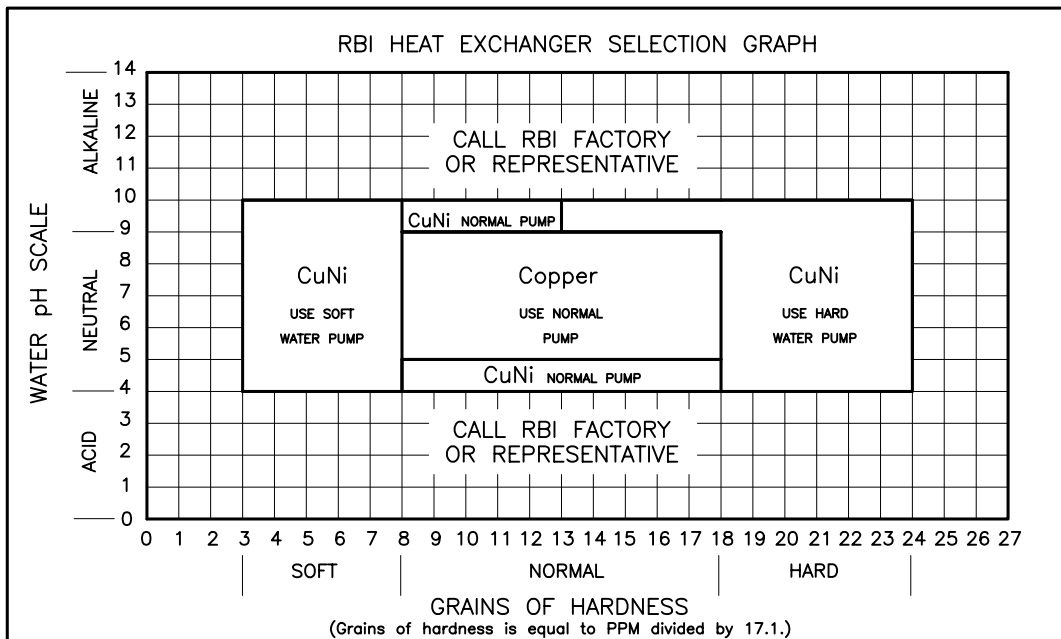 RBI HEAT EXCHANGER SELECTION GRAPH
WATER pH SCALE
ALKALINE
NEUTRAL
ACID
14
13
12
11
10
9
8
7
6
5
4
3
2
1
0
CALL RBI FACTORY
OR REPRESENTATIVE
CuNi NORMAL PUMP
CuNi
USE SOFT
WATER PUMP
Copper
USE NORMAL
PUMP
CuNi
USE HARD
WATER PUMP
CuNi NORMAL PUMP
CALL RBI FACTORY
OR REPRESENTATIVE
0 1 2 3 4 5 6 7 8 9 10 11 12 13 14 15 16 17 18 19 20 21 22 23 24 25 26 27
SOFT NORMAL HARD
GRAINS OF HARDNESS
(Grains of hardness is equal to PPM divided by 17.1.)